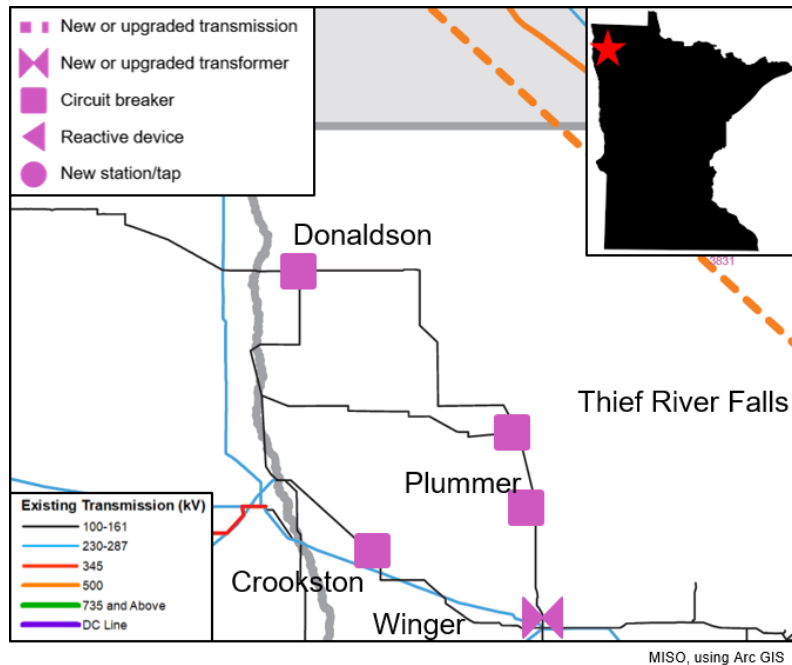 New or upgraded transmission
New or upgraded transformer
Circuit breaker
Reactive device
New station/tap
3831
Donaldson
Thief River Falls
Plummer
Crookston
Winger
Existing Transmission (kV)
100-161
230-287
345
500
735 and Above
DC Line
MISO, using Arc GIS